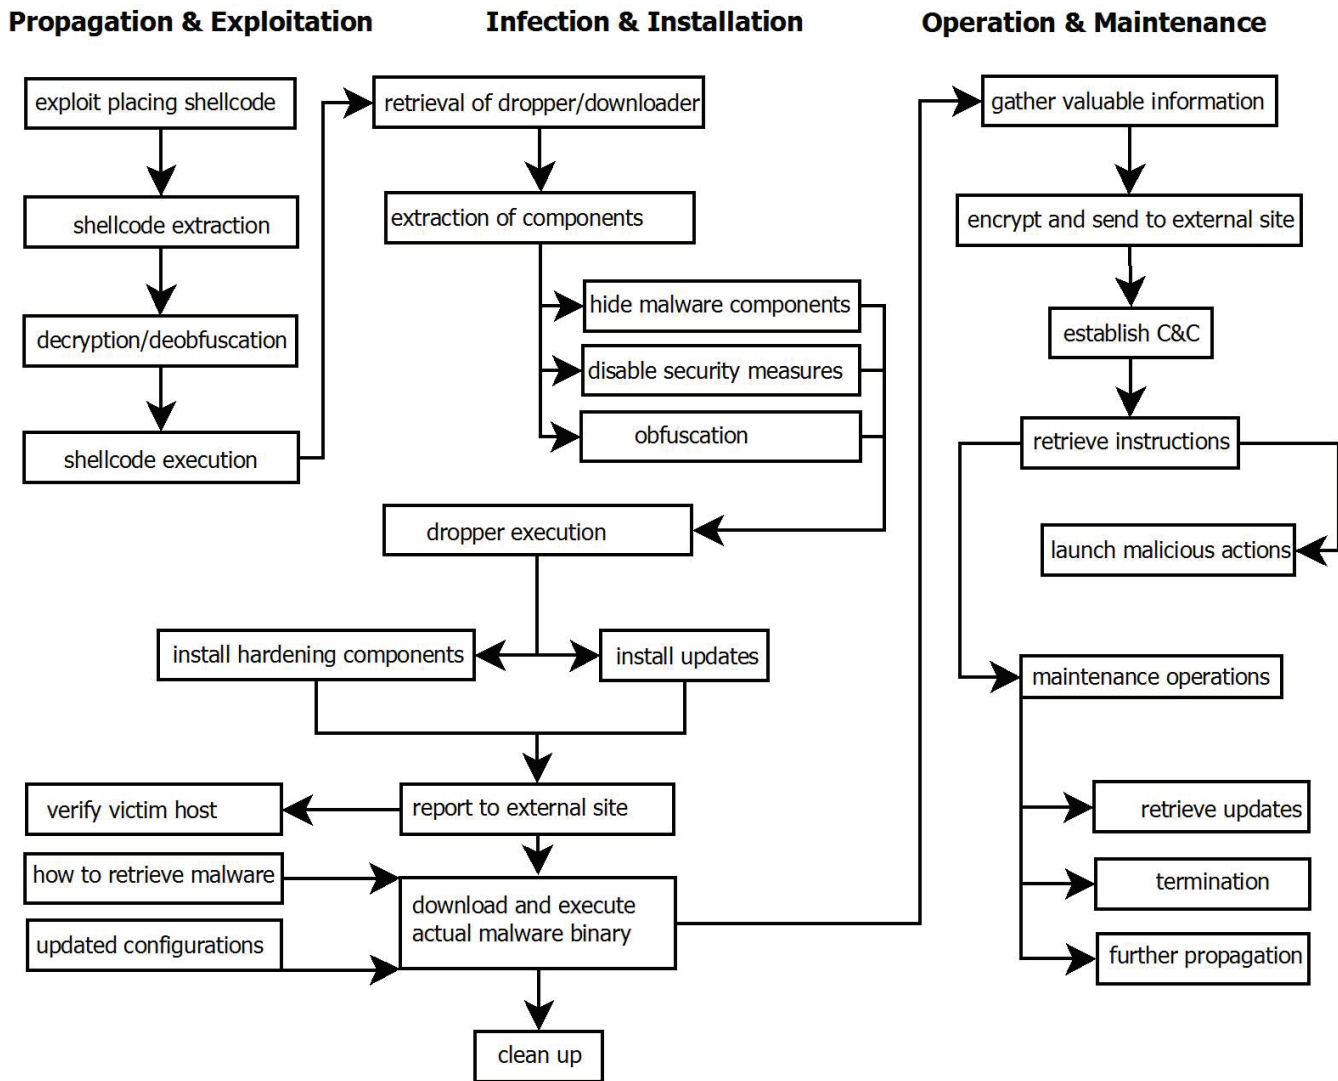 Propagation & Exploitation
Infection & Installation
Operation & Maintenance
exploit placing shellcode
shellcode extraction
decryption/deobfuscation
shellcode execution
retrieval of dropper/downloader
extraction of components
hide malware components
disable security measures
obfuscation
dropper execution
install hardening components
install updates
report to external site
verify victim host
how to retrieve malware
updated configurations
download and execute
actual malware binary
clean up
gather valuable information
encrypt and send to external site
establish C&C
retrieve instructions
launch malicious actions
maintenance operations
retrieve updates
termination
further propagation